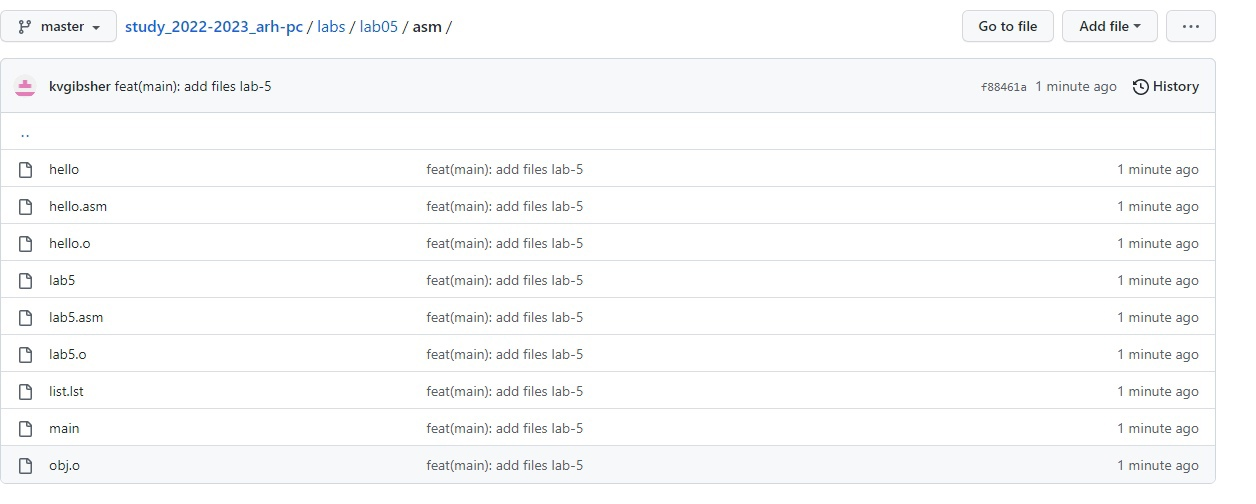 master study_2022-2023_arh-pc / labs / lab05 / asm / Go to file Add file ...
kvgibsher feat(main): add files lab-5 f88461a 1 minute ago History
..
hello feat(main): add files lab-5 1 minute ago
hello.asm feat(main): add files lab-5 1 minute ago
hello.o feat(main): add files lab-5 1 minute ago
lab5 feat(main): add files lab-5 1 minute ago
lab5.asm feat(main): add files lab-5 1 minute ago
lab5.o feat(main): add files lab-5 1 minute ago
list.lst feat(main): add files lab-5 1 minute ago
main feat(main): add files lab-5 1 minute ago
obj.o feat(main): add files lab-5 1 minute ago